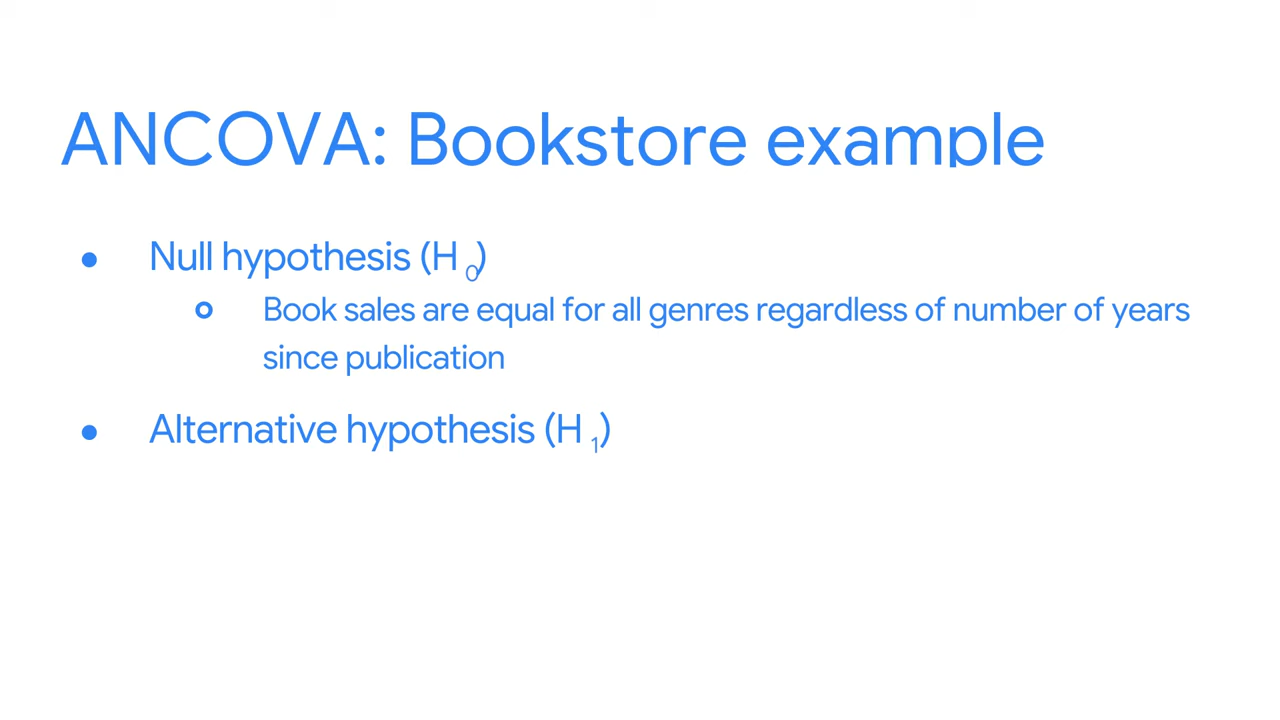 ANCOVA: Bookstore example
● Null hypothesis (H 0)
○ Book sales are equal for all genres regardless of number of years
since publication
● Alternative hypothesis (H 1)